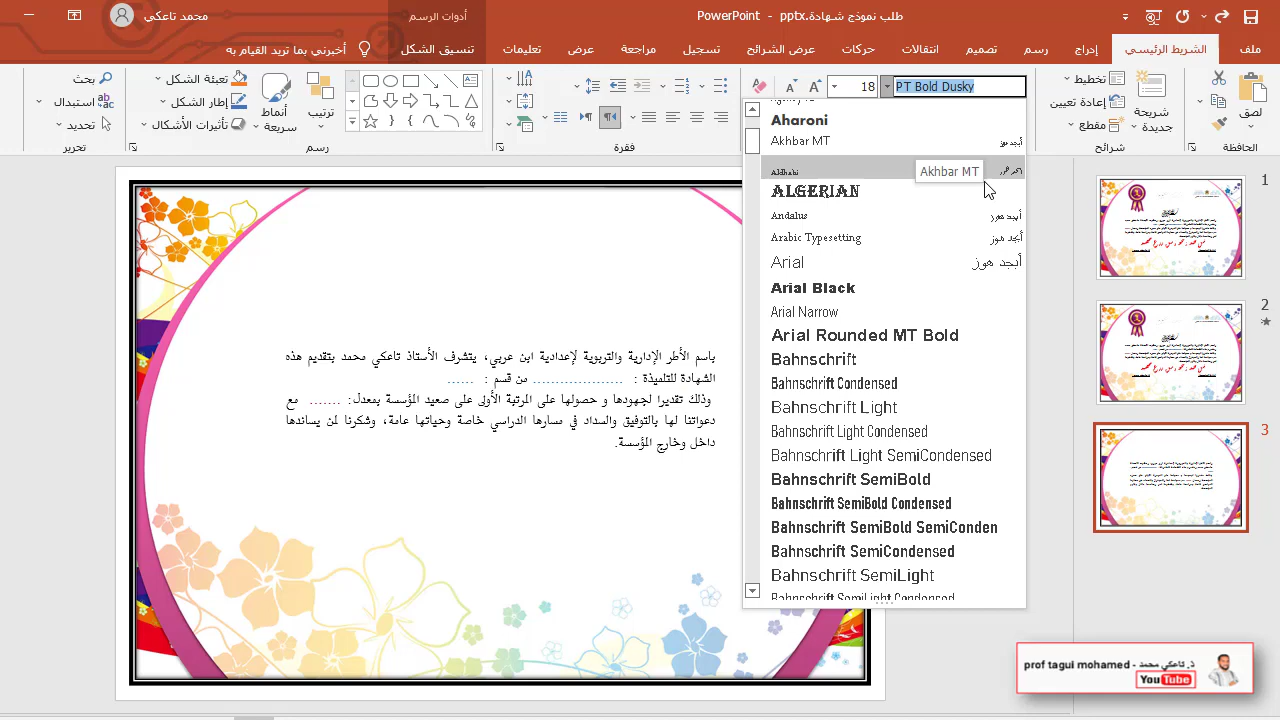 محمد تاعكي
أدوات الرسم
طلب نموذج شهادة.pptx - PowerPoint
ملف
الشريط الرئيسي
إدراج
رسم
تصميم
انتقالات
حركات
عرض الشرائح
تسجيل
مراجعة
عرض
تعليمات
تنسيق الشكل
أخبرني بما تريد القيام به
لصق
الحافظة
شريحة جديدة
تخطيط
إعادة تعيين
مقطع
شرائح
PT Bold Dusky
18
فقرة
ترتيب
أنماط سريعة
تعبئة الشكل
إطار الشكل
تأثيرات الأشكال
رسم
بحث
استبدال
تحديد
تحرير
Aharoni
Akhbar MT أبجد هوز
Aldhabi
Akhbar MT
ALGERIAN
Andalus أبجد هوز
Arabic Typesetting أبجد هوز
Arial أبجد هوز
Arial Black
Arial Narrow
Arial Rounded MT Bold
Bahnschrift
Bahnschrift Condensed
Bahnschrift Light
Bahnschrift Light Condensed
Bahnschrift Light SemiCondensed
Bahnschrift SemiBold
Bahnschrift SemiBold Condensed
Bahnschrift SemiBold SemiConden
Bahnschrift SemiCondensed
Bahnschrift SemiLight
Bahnschrift SemiLight Condensed
باسم الأطر الإدارية والتربوية لإعدادية ابن عربي، يتشرف الأستاذ تاعكي محمد بتقديم هذه
الشهادة للتلميذة : .................... من قسم : ......
وذلك تقديرا لجهودها و حصولها على المرتبة الأولى على صعيد المؤسسة بمعدل: ....... مع
دعواتنا لها بالتوفيق والسداد في مسارها الدراسي خاصة وحياتها عامة، وشكرنا لمن يساندها
داخل وخارج المؤسسة.
1
2
3
prof tagui mohamed - ذ. تاعكي محمد
YouTube